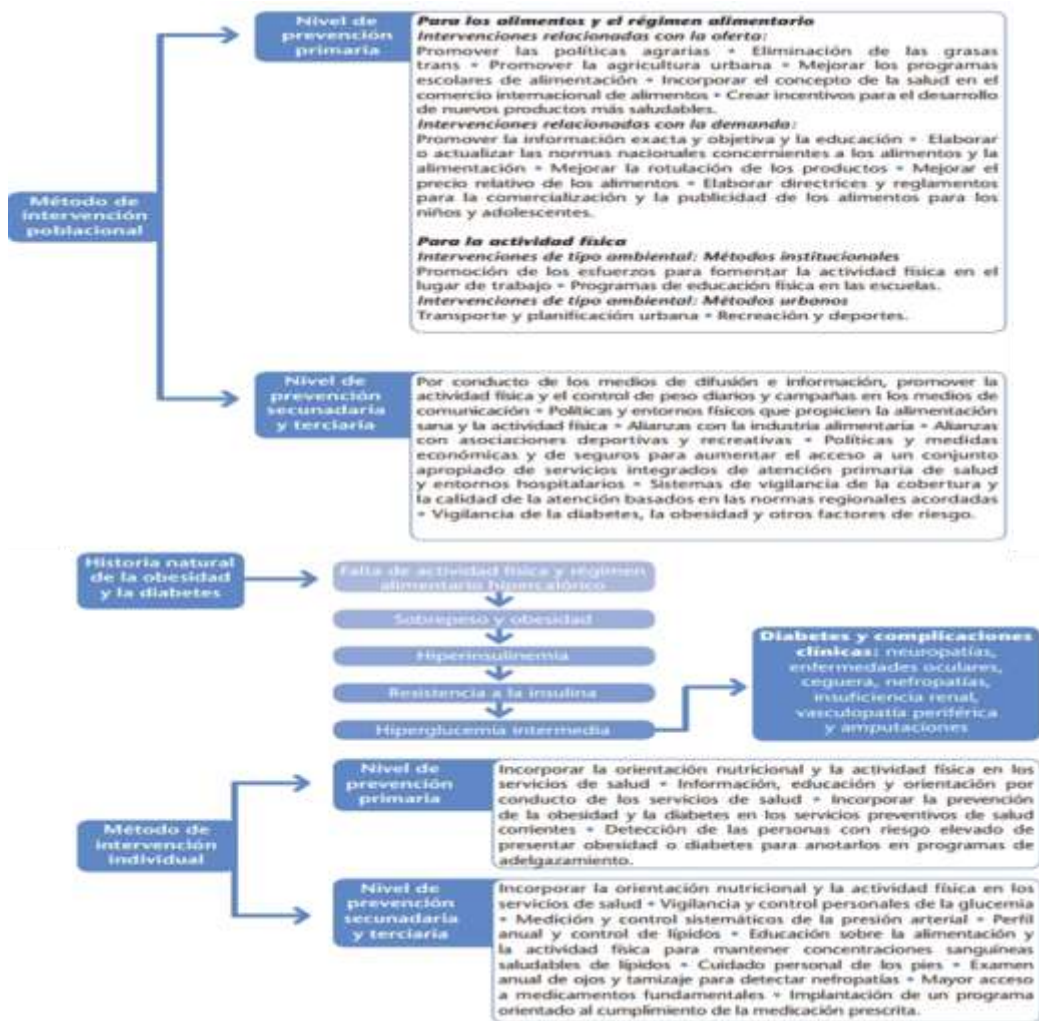 Método de
intervención
poblacional
Nivel de
prevención
primaria
Para los alimentos y el régimen alimentario
Intervenciones relacionadas con la oferta:
Promover las políticas agrarias • Eliminación de las grasas
trans • Promover la agricultura urbana • Mejorar los programas
escolares de alimentación • Incorporar el concepto de la salud en el
comercio internacional de alimentos • Crear incentivos para el desarrollo
de nuevos productos más saludables.
Intervenciones relacionadas con la demanda:
Promover la información exacta y objetiva y la educación • Elaborar
o actualizar las normas nacionales concernientes a los alimentos y la
alimentación • Mejorar la rotulación de los productos • Mejorar el
precio relativo de los alimentos • Elaborar directrices y reglamentos
para la comercialización y la publicidad de los alimentos para los
niños y adolescentes.
Para la actividad física
Intervenciones de tipo ambiental: Métodos institucionales
Promoción de los esfuerzos para fomentar la actividad física en el
lugar de trabajo • Programas de educación física en las escuelas.
Intervenciones de tipo ambiental: Métodos urbanos
Transporte y planificación urbana • Recreación y deportes.
Nivel de
prevención
secunadaria
y terciaria
Por conducto de los medios de difusión e información, promover la
actividad física y el control de peso diarios y campañas en los medios de
comunicación • Políticas y entornos físicos que propicien la alimentación
sana y la actividad física • Alianzas con la industria alimentaria • Alianzas
con asociaciones deportivas y recreativas • Políticas y medidas
económicas y de seguros para aumentar el acceso a un conjunto
apropiado de servicios integrados de atención primaria de salud
y entornos hospitalarios • Sistemas de vigilancia de la cobertura y
la calidad de la atención basados en las normas regionales acordadas
• Vigilancia de la diabetes, la obesidad y otros factores de riesgo.
Historia natural
de la obesidad
y la diabetes
Falta de actividad física y régimen
alimentario hipercalórico
Sobrepeso y obesidad
Hiperinsulinemia
Resistencia a la insulina
Hiperglucemia intermedia
Diabetes y complicaciones
clínicas: neuropatías,
enfermedades oculares,
ceguera, nefropatías,
insuficiencia renal,
vasculopatía periférica
y amputaciones
Método de
intervención
individual
Nivel de
prevención
primaria
Incorporar la orientación nutricional y la actividad física en los
servicios de salud • Información, educación y orientación por
conducto de los servicios de salud • Incorporar la prevención
de la obesidad y la diabetes en los servicios preventivos de salud
corrientes • Detección de las personas con riesgo elevado de
presentar obesidad o diabetes para anotarlos en programas de
adelgazamiento.
Nivel de
prevención
secunadaria
y terciaria
Incorporar la orientación nutricional y la actividad física en los
servicios de salud • Vigilancia y control personales de la glucemia
• Medición y control sistemáticos de la presión arterial • Perfil
anual y control de lípidos • Educación sobre la alimentación y
la actividad física para mantener concentraciones sanguíneas
saludables de lípidos • Cuidado personal de los pies • Examen
anual de ojos y tamizaje para detectar nefropatías • Mayor acceso
a medicamentos fundamentales • Implantación de un programa
orientado al cumplimiento de la medicación prescrita.